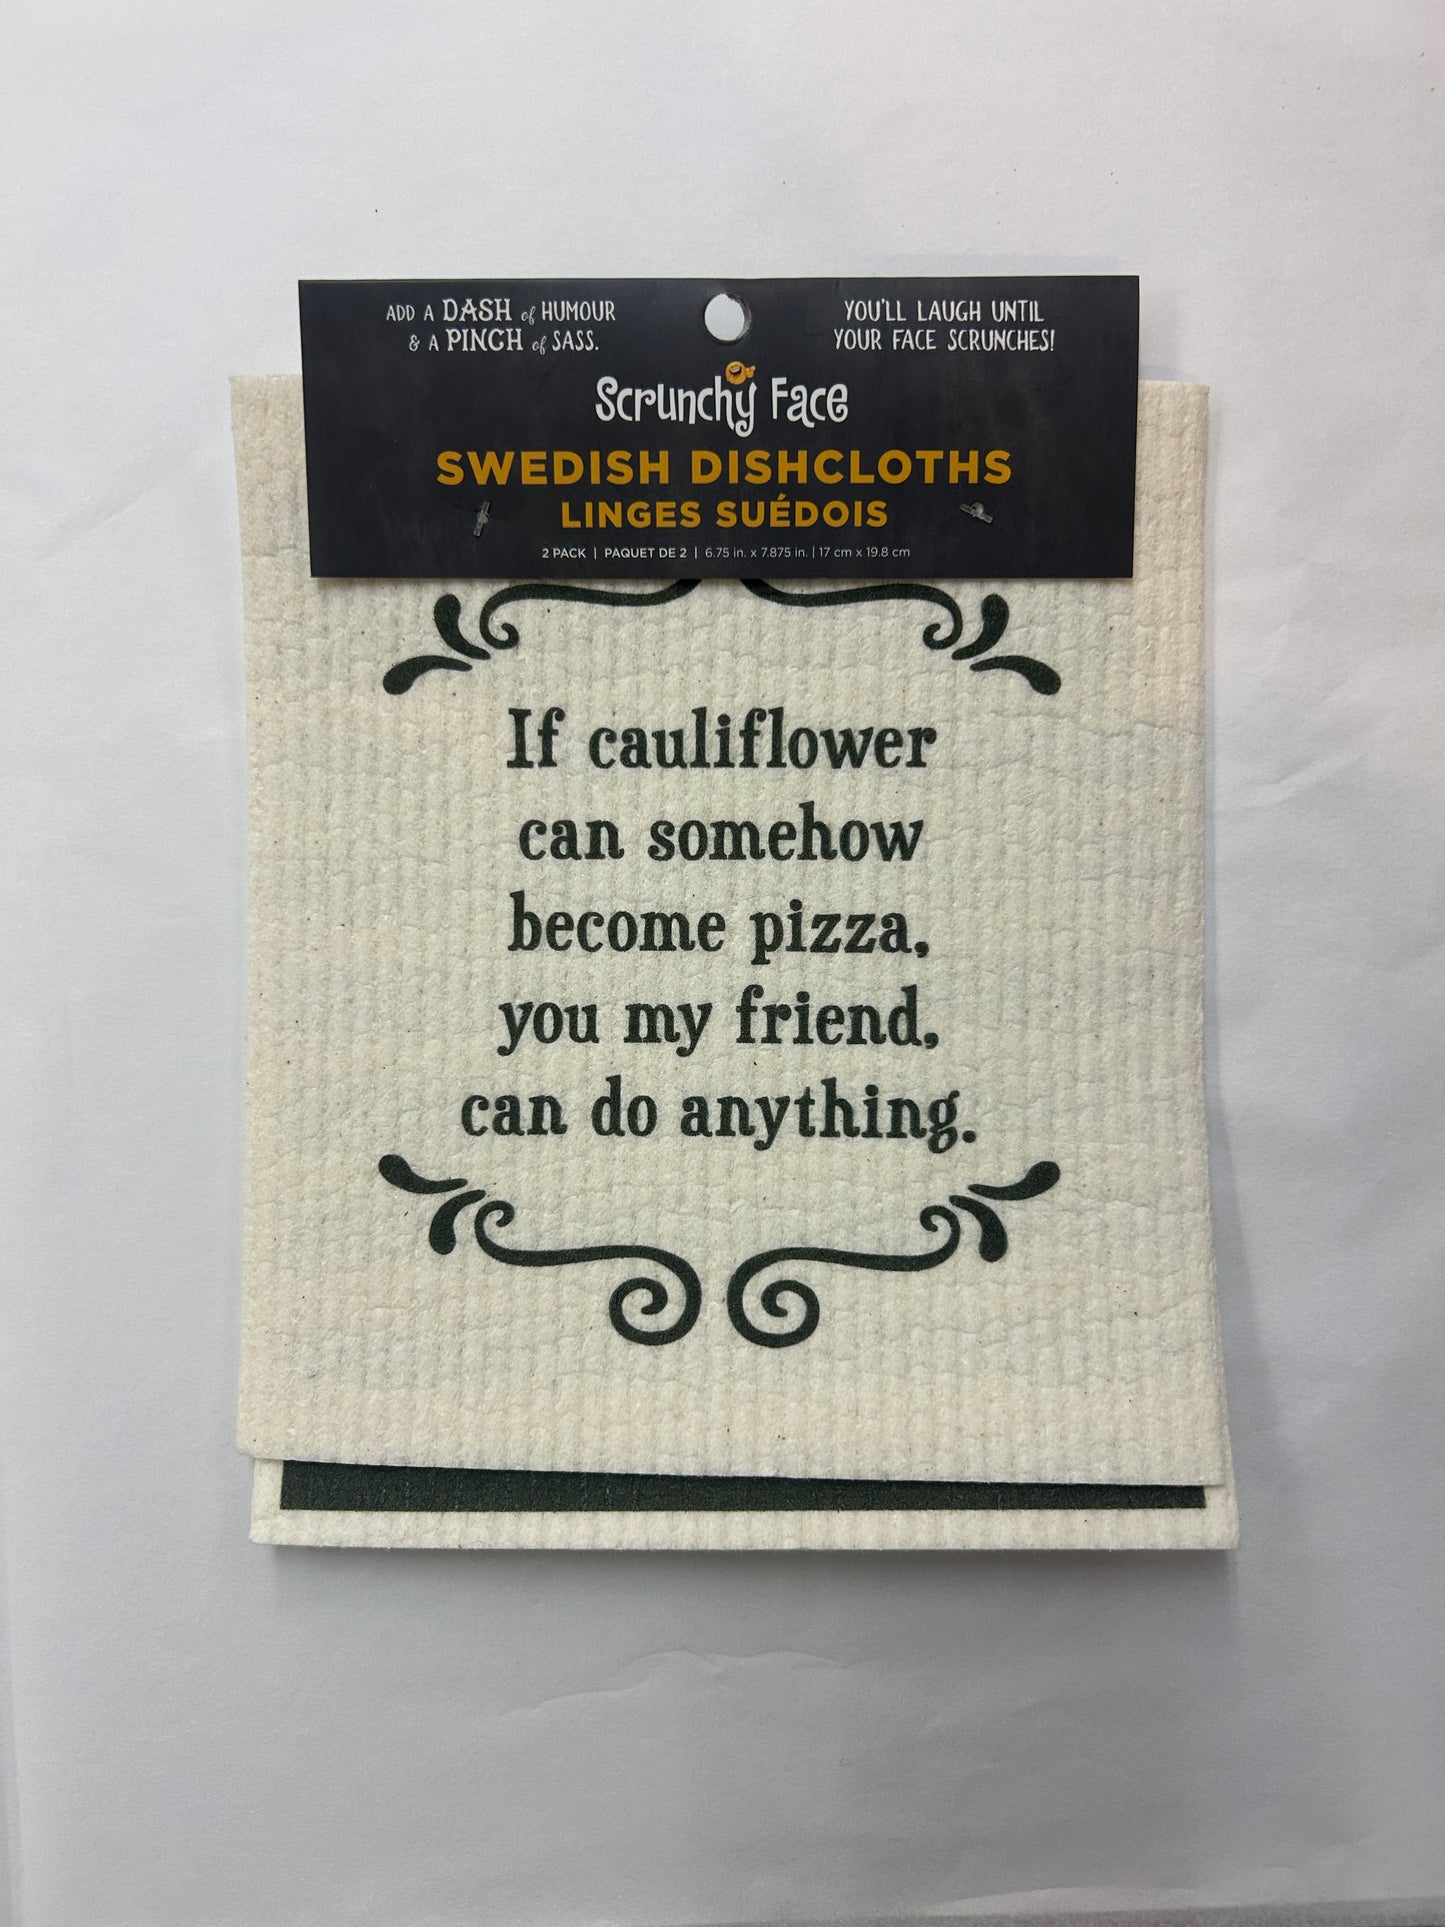 ADD A DASH of HUMOUR
& A PINCH of SASS.
YOU'LL LAUGH UNTIL
YOUR FACE SCRUNCHES!
Scrunchy Face
SWEDISH DISHCLOTHS
LINGES SUÉDOIS
2 PACK | PAQUET DE 2 | 6.75 in. x 7.875 in. | 17 cm x 19.8 cm
If cauliflower
can somehow
become pizza,
you my friend,
can do anything.